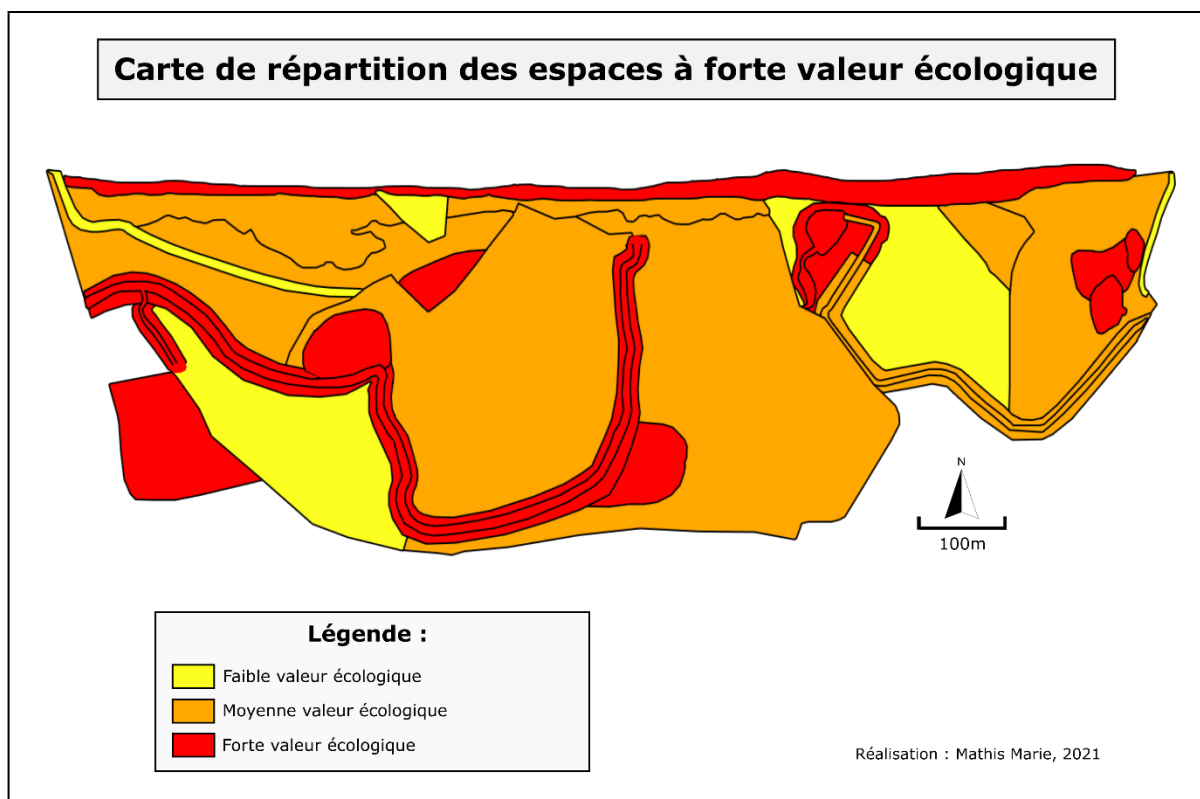 Carte de répartition des espaces à forte valeur écologique
N
100m
Légende :
Faible valeur écologique
Moyenne valeur écologique
Forte valeur écologique
Réalisation : Mathis Marie, 2021